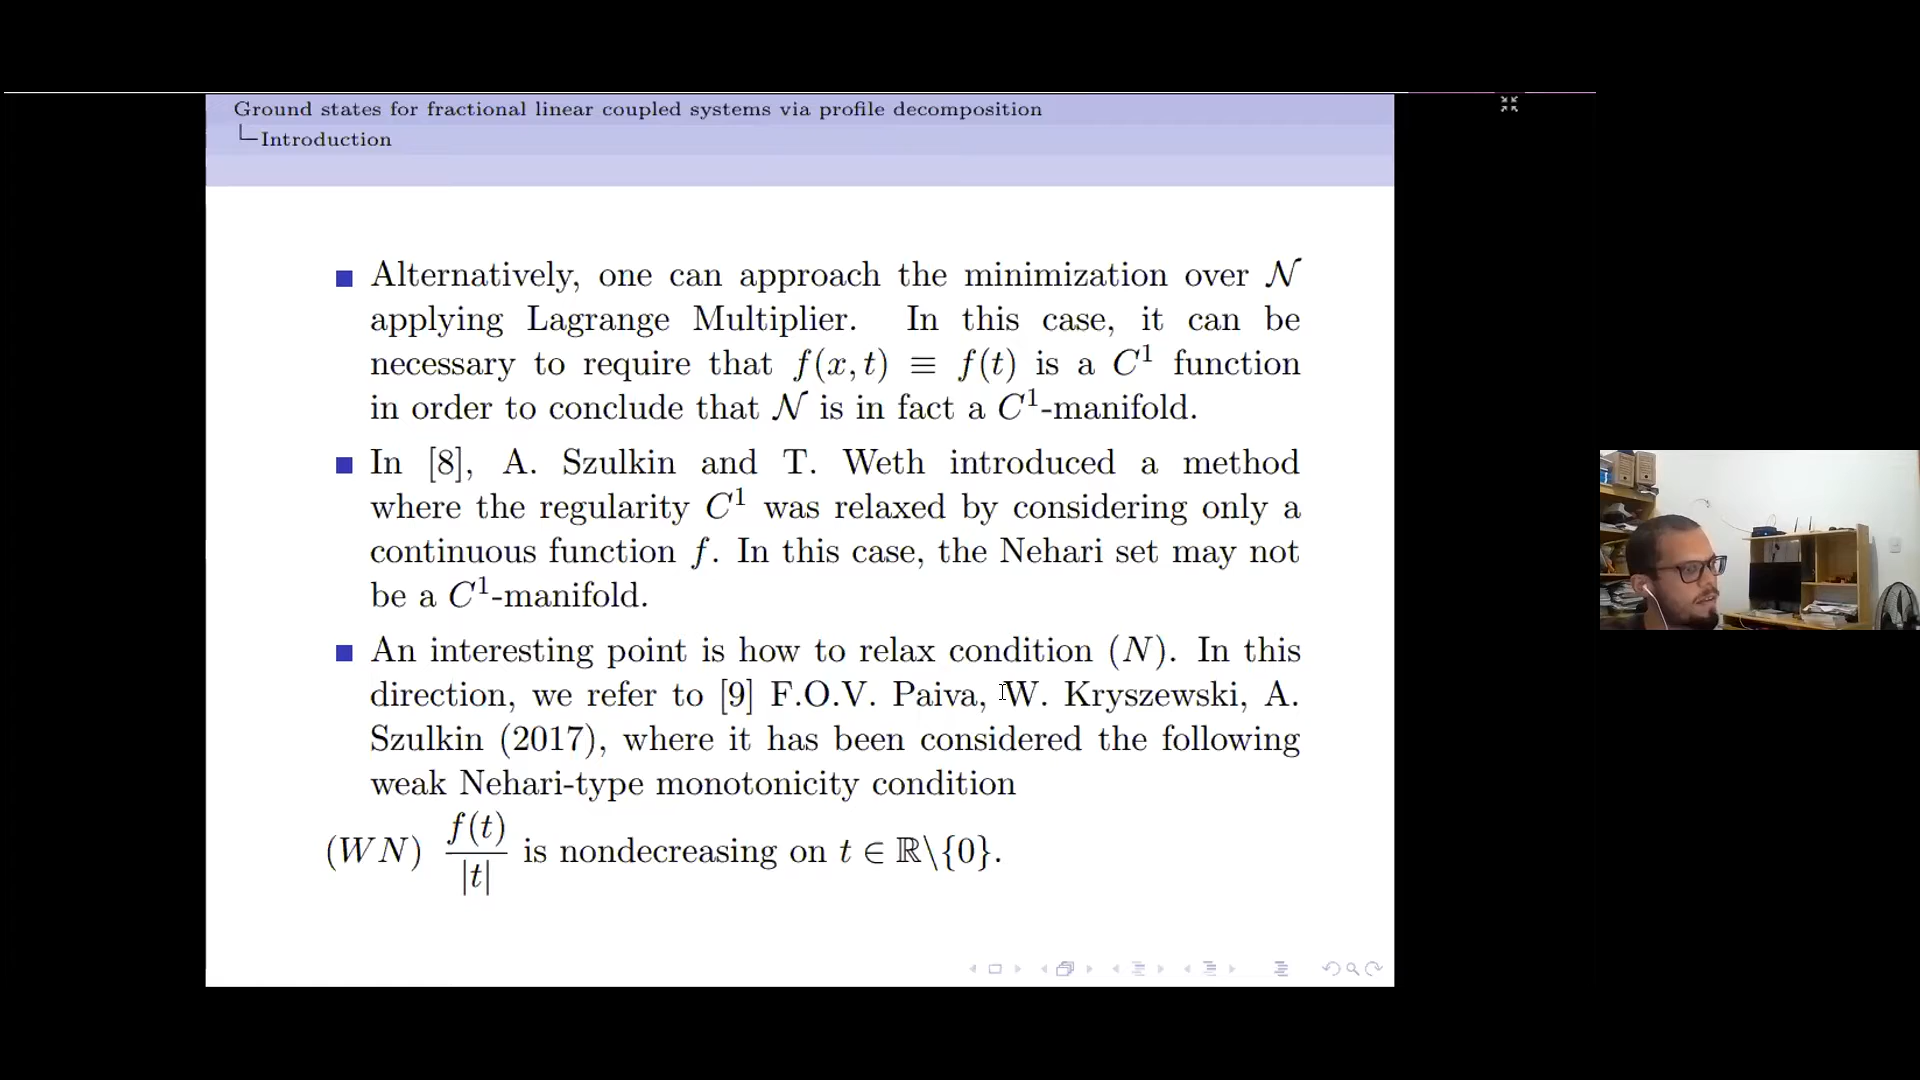 Ground states for fractional linear coupled systems via profile decomposition
Introduction
Alternatively, one can approach the minimization over 𝒩
applying Lagrange Multiplier. In this case, it can be
necessary to require that f(x, t) ≡ f(t) is a C¹ function
in order to conclude that 𝒩 is in fact a C¹-manifold.
In [8], A. Szulkin and T. Weth introduced a method
where the regularity C¹ was relaxed by considering only a
continuous function f. In this case, the Nehari set may not
be a C¹-manifold.
An interesting point is how to relax condition (N). In this
direction, we refer to [9] F.O.V. Paiva, W. Kryszewski, A.
Szulkin (2017), where it has been considered the following
weak Nehari-type monotonicity condition
(WN) f(t)/|t| is nondecreasing on t ∈ ℝ\{0}.